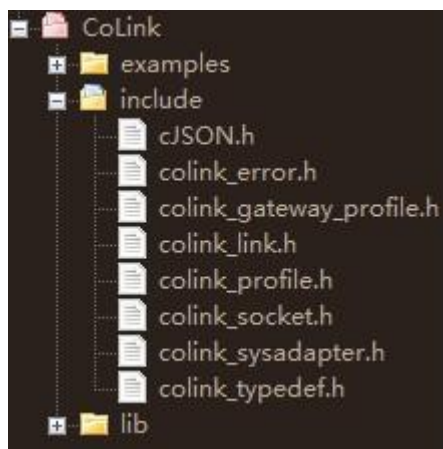 CoLink
examples
include
cJSON.h
colink_error.h
colink_gateway_profile.h
colink_link.h
colink_profile.h
colink_socket.h
colink_sysadapter.h
colink_typedef.h
lib